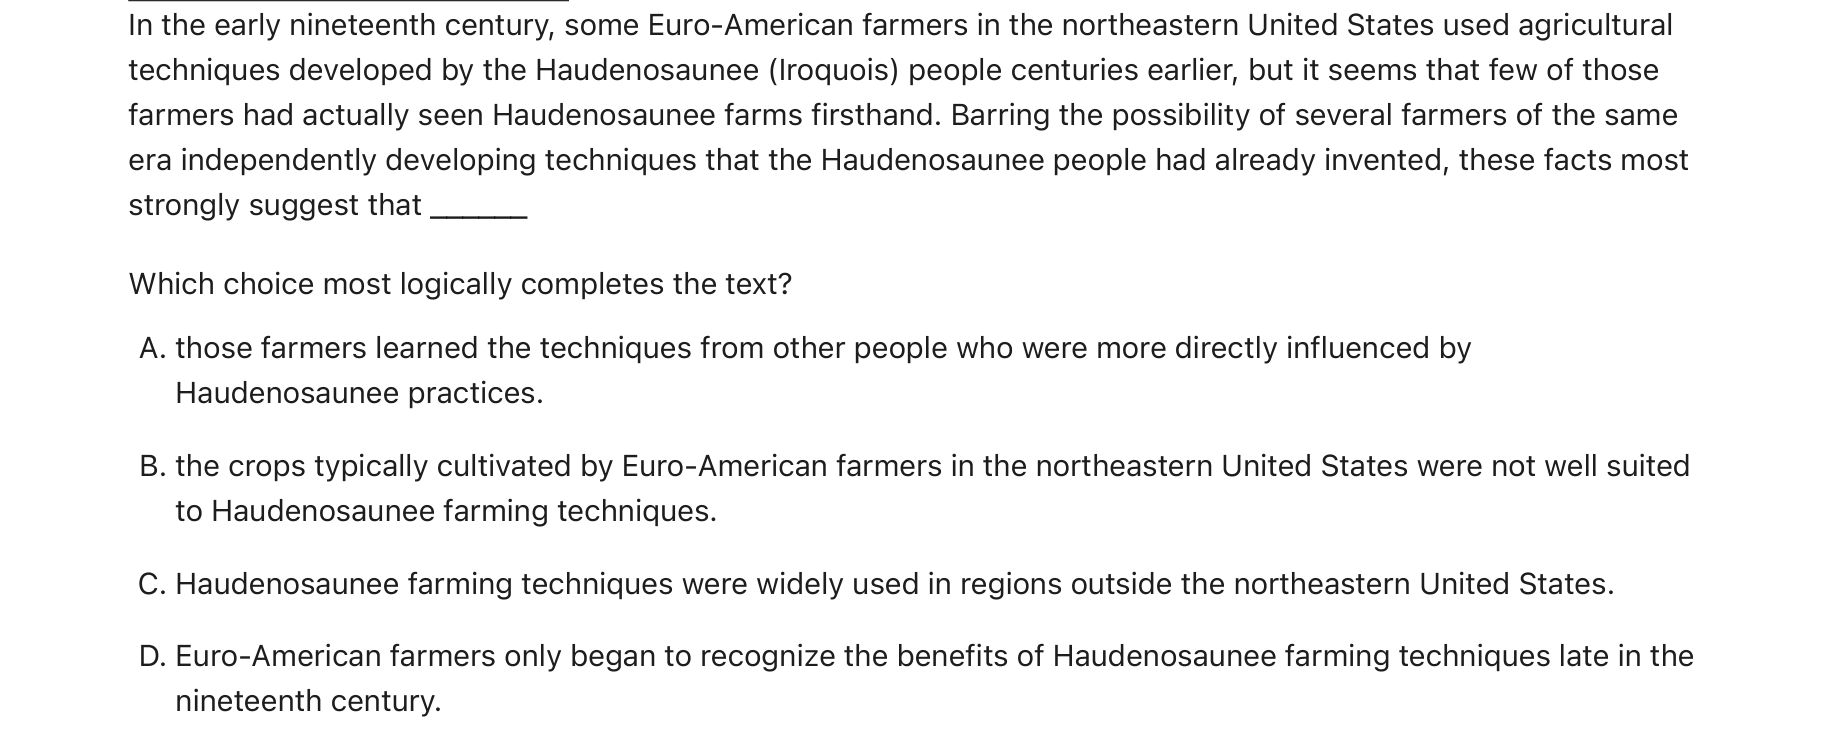 In the early nineteenth century, some Euro-American farmers in the northeastern United States used agricultural
techniques developed by the Haudenosaunee (Iroquois) people centuries earlier, but it seems that few of those
farmers had actually seen Haudenosaunee farms firsthand. Barring the possibility of several farmers of the same
era independently developing techniques that the Haudenosaunee people had already invented, these facts most
strongly suggest that ______
Which choice most logically completes the text?
A. those farmers learned the techniques from other people who were more directly influenced by
Haudenosaunee practices.
B. the crops typically cultivated by Euro-American farmers in the northeastern United States were not well suited
to Haudenosaunee farming techniques.
C. Haudenosaunee farming techniques were widely used in regions outside the northeastern United States.
D. Euro-American farmers only began to recognize the benefits of Haudenosaunee farming techniques late in the
nineteenth century.